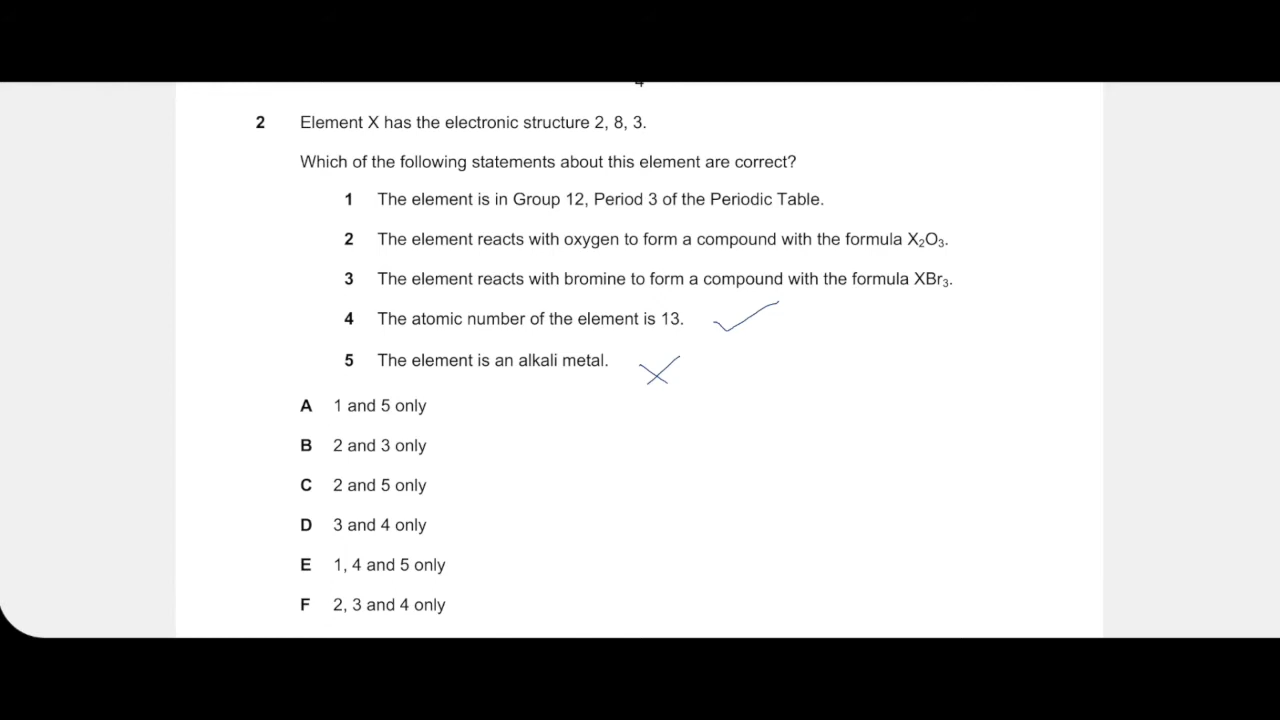 2 Element X has the electronic structure 2, 8, 3.
Which of the following statements about this element are correct?
1 The element is in Group 12, Period 3 of the Periodic Table.
2 The element reacts with oxygen to form a compound with the formula X₂O₃.
3 The element reacts with bromine to form a compound with the formula XBr₃.
4 The atomic number of the element is 13.
5 The element is an alkali metal.
A 1 and 5 only
B 2 and 3 only
C 2 and 5 only
D 3 and 4 only
E 1, 4 and 5 only
F 2, 3 and 4 only